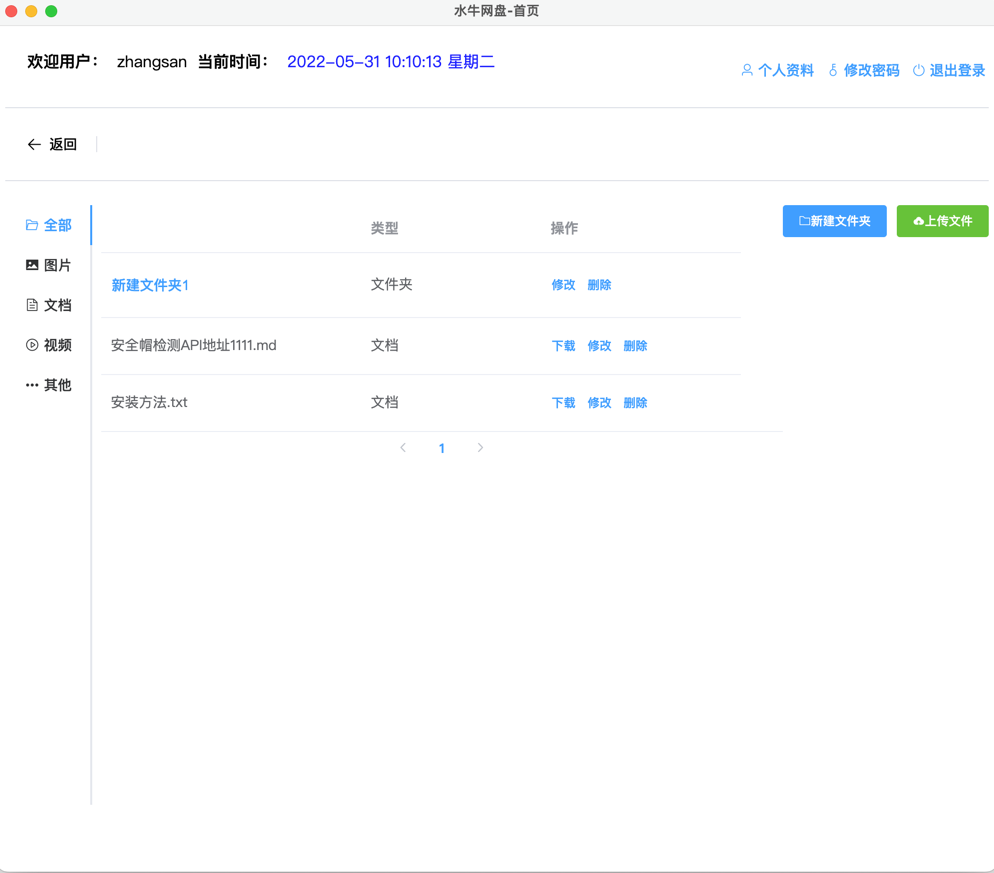 水牛网盘-首页
欢迎用户： zhangsan 当前时间： 2022-05-31 10:10:13 星期二
个人资料 修改密码 退出登录
返回
全部
图片
文档
视频
其他
类型 操作
新建文件夹1 文件夹 修改 删除
安全帽检测API地址1111.md 文档 下载 修改 删除
安装方法.txt 文档 下载 修改 删除
1
新建文件夹 上传文件